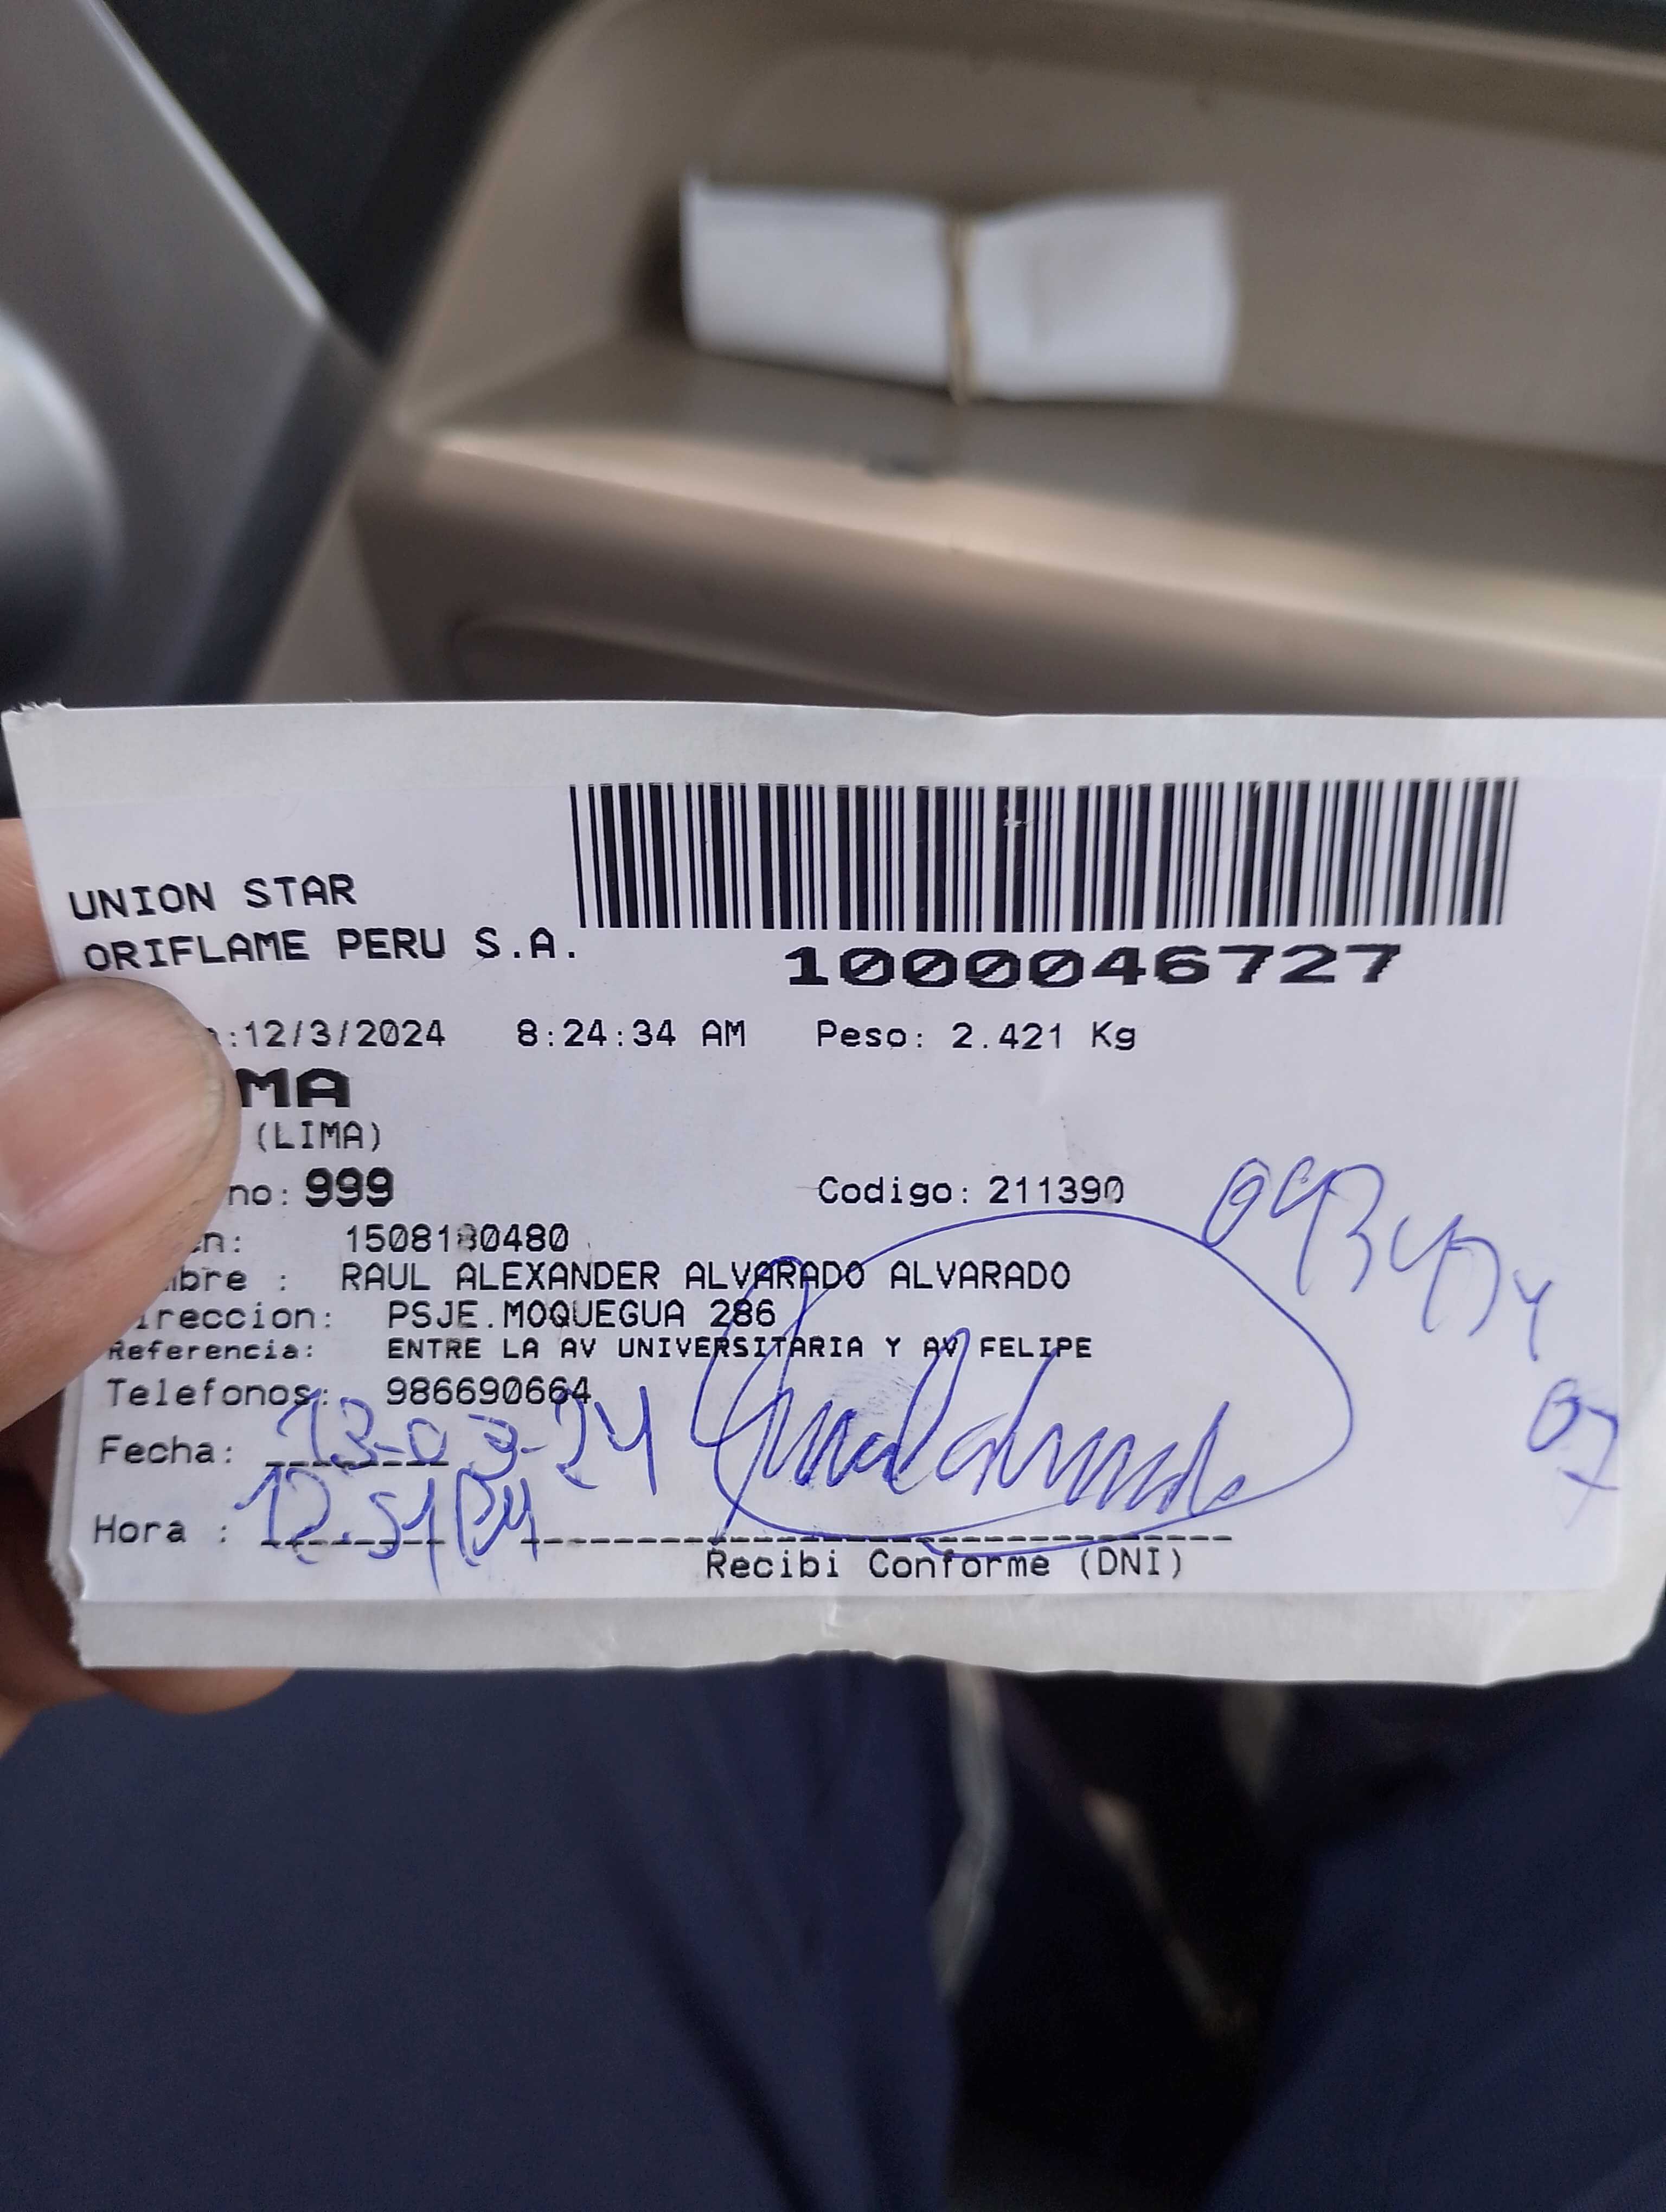 UNION STAR
ORIFLAME PERU S.A.
1000046727
:12/3/2024 8:24:34 AM Peso: 2.421 Kg
MA
(LIMA)
no: 999 Codigo: 211390
n: 1508180480
bre : RAUL ALEXANDER ALVARADO ALVARADO
ireccion: PSJE.MOQUEGUA 286
Referencia: ENTRE LA AV UNIVERSITARIA Y AV FELIPE
Telefonos: 986690664
Fecha: 13-03-24
Hora : 12:51 PM
Recibi Conforme (DNI)